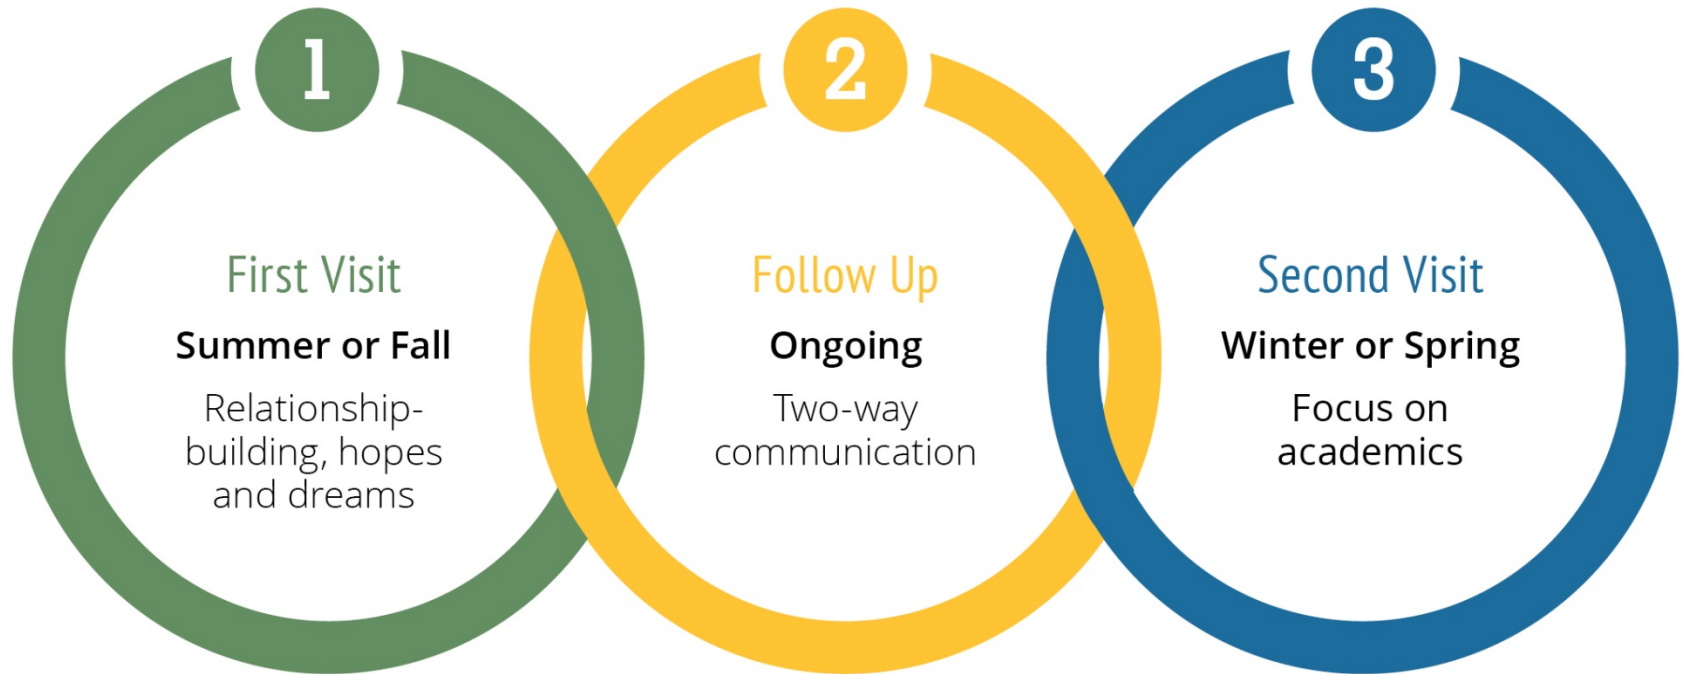 1
First Visit
Summer or Fall
Relationship-
building, hopes
and dreams
2
Follow Up
Ongoing
Two-way
communication
3
Second Visit
Winter or Spring
Focus on
academics